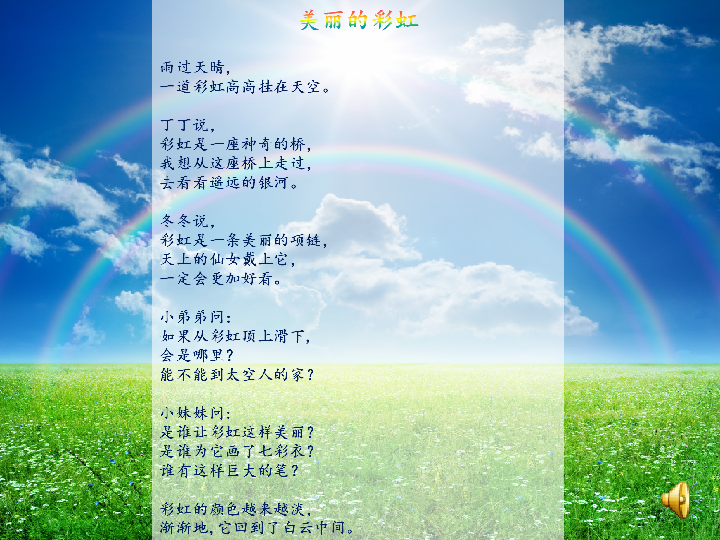 美丽的彩虹
雨过天晴，
一道彩虹高高挂在天空。
丁丁说，
彩虹是一座神奇的桥，
我想从这座桥上走过，
去看看遥远的银河。
冬冬说，
彩虹是一条美丽的项链，
天上的仙女戴上它，
一定会更加好看。
小弟弟问：
如果从彩虹顶上滑下，
会是哪里？
能不能到太空人的家？
小妹妹问：
是谁让彩虹这样美丽？
是谁为它画了七彩衣？
谁有这样巨大的笔？
彩虹的颜色越来越淡，
渐渐地，它回到了白云中间。